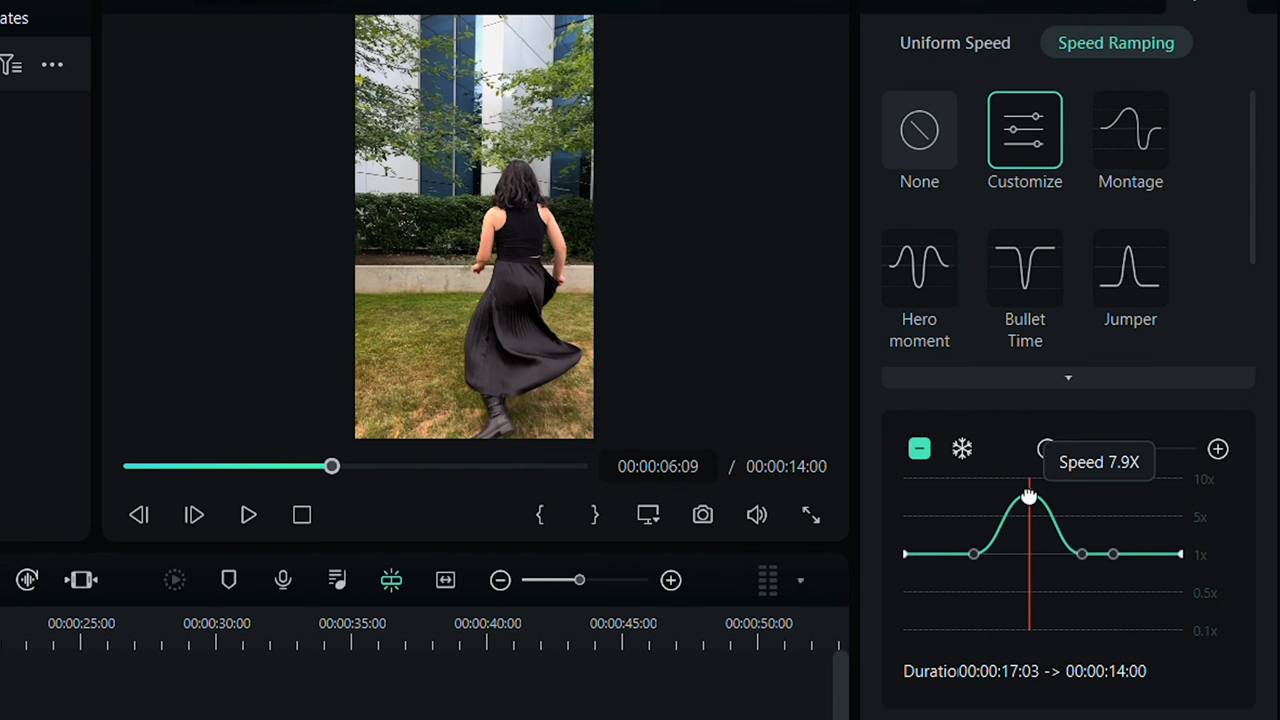 ates
Uniform Speed
Speed Ramping
None
Customize
Montage
Hero
moment
Bullet
Time
Jumper
00:00:06:09 / 00:00:14:00
Speed 7.9X
10x
5x
1x
0.5x
0.1x
Duratio00:00:17:03 -> 00:00:14:00
00:00:25:00
00:00:30:00
00:00:35:00
00:00:40:00
00:00:45:00
00:00:50:00